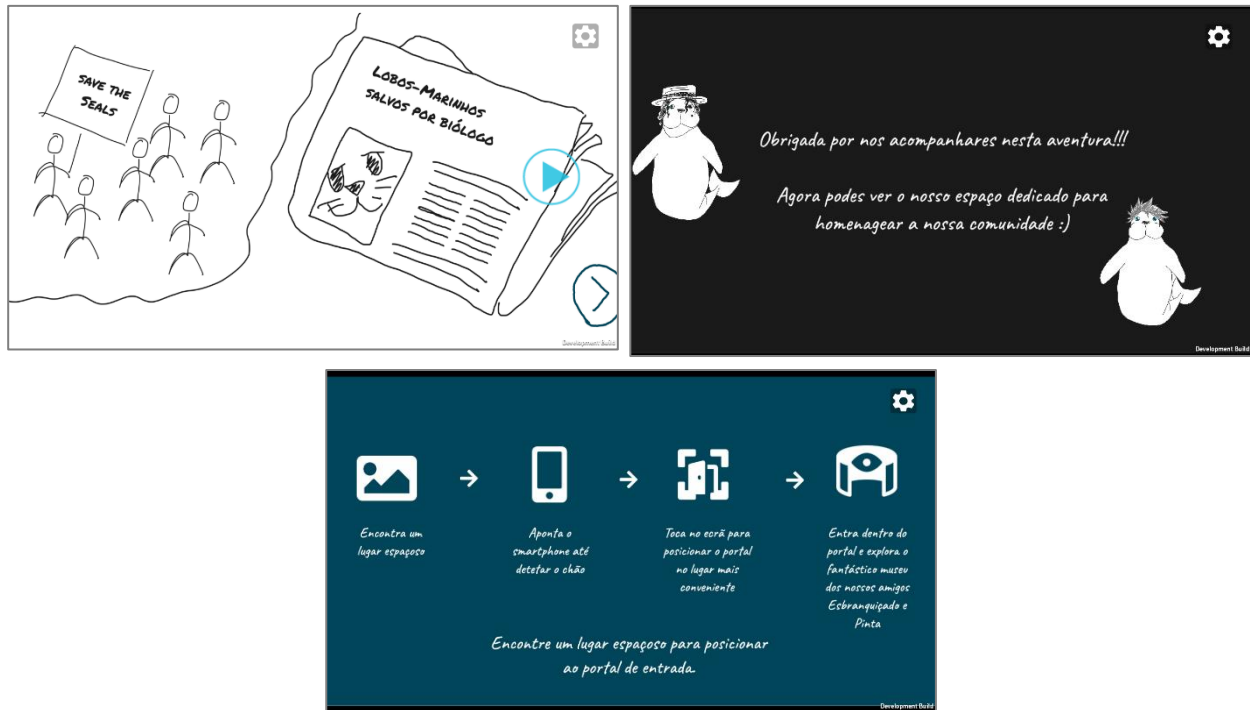 SAVE THE
SEALS
LOBOS-MARINHOS
SALVOS POR BIÓLOGO
Development Build
Obrigada por nos acompanhares nesta aventura!!!
Agora podes ver o nosso espaço dedicado para
homenagear a nossa comunidade :)
Development Build
Encontra um
lugar espaçoso
Aponta o
smartphone até
detetar o chão
Toca no ecrã para
posicionar o portal
no lugar mais
conveniente
Entra dentro do
portal e explora o
fantástico museu
dos nossos amigos
Esbranquiçado e
Pinta
Encontre um lugar espaçoso para posicionar
ao portal de entrada.
Development Build